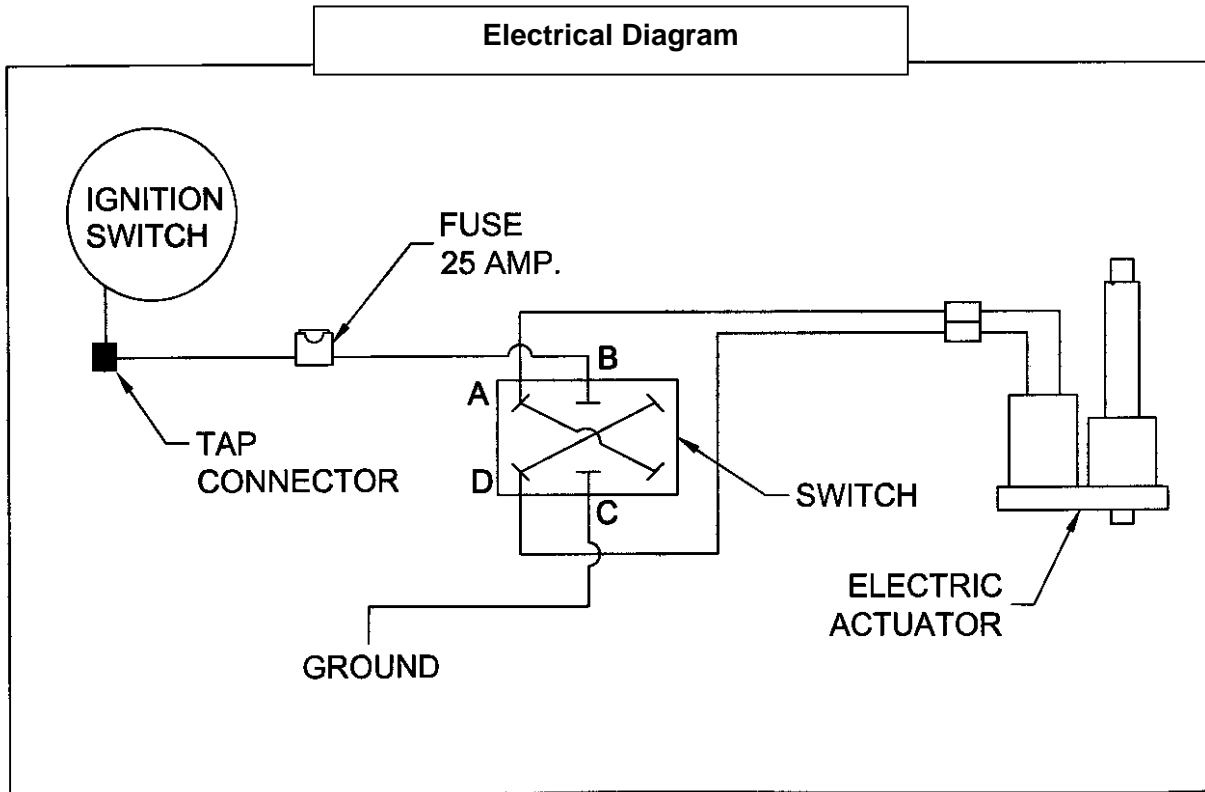 Electrical Diagram
IGNITION
SWITCH
FUSE
25 AMP.
B
A
TAP
CONNECTOR
D
C
SWITCH
ELECTRIC
ACTUATOR
GROUND